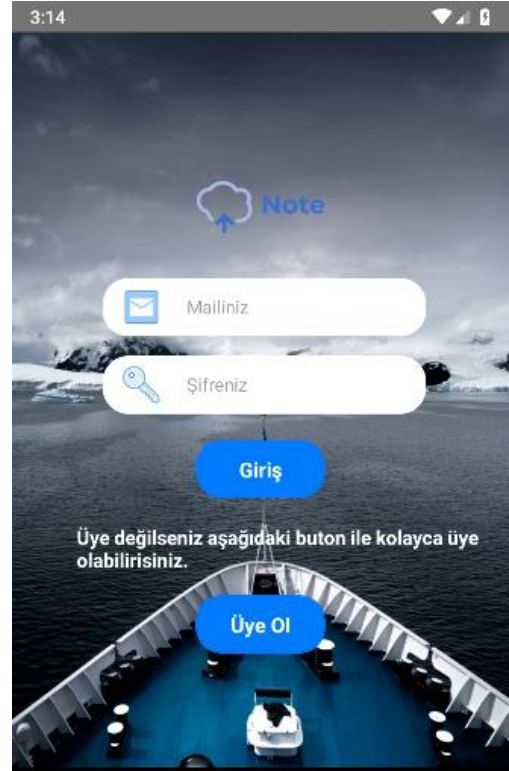 3:14
Note
Mailiniz
Şifreniz
Giriş
Üye değilseniz aşağıdaki buton ile kolayca üye
olabilirisiniz.
Üye Ol